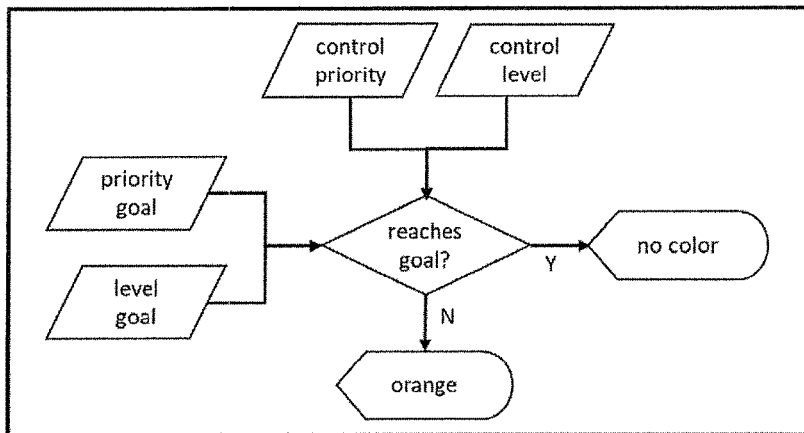 control
priority
control
level
priority
goal
level
goal
reaches
goal?
Y
no color
N
orange